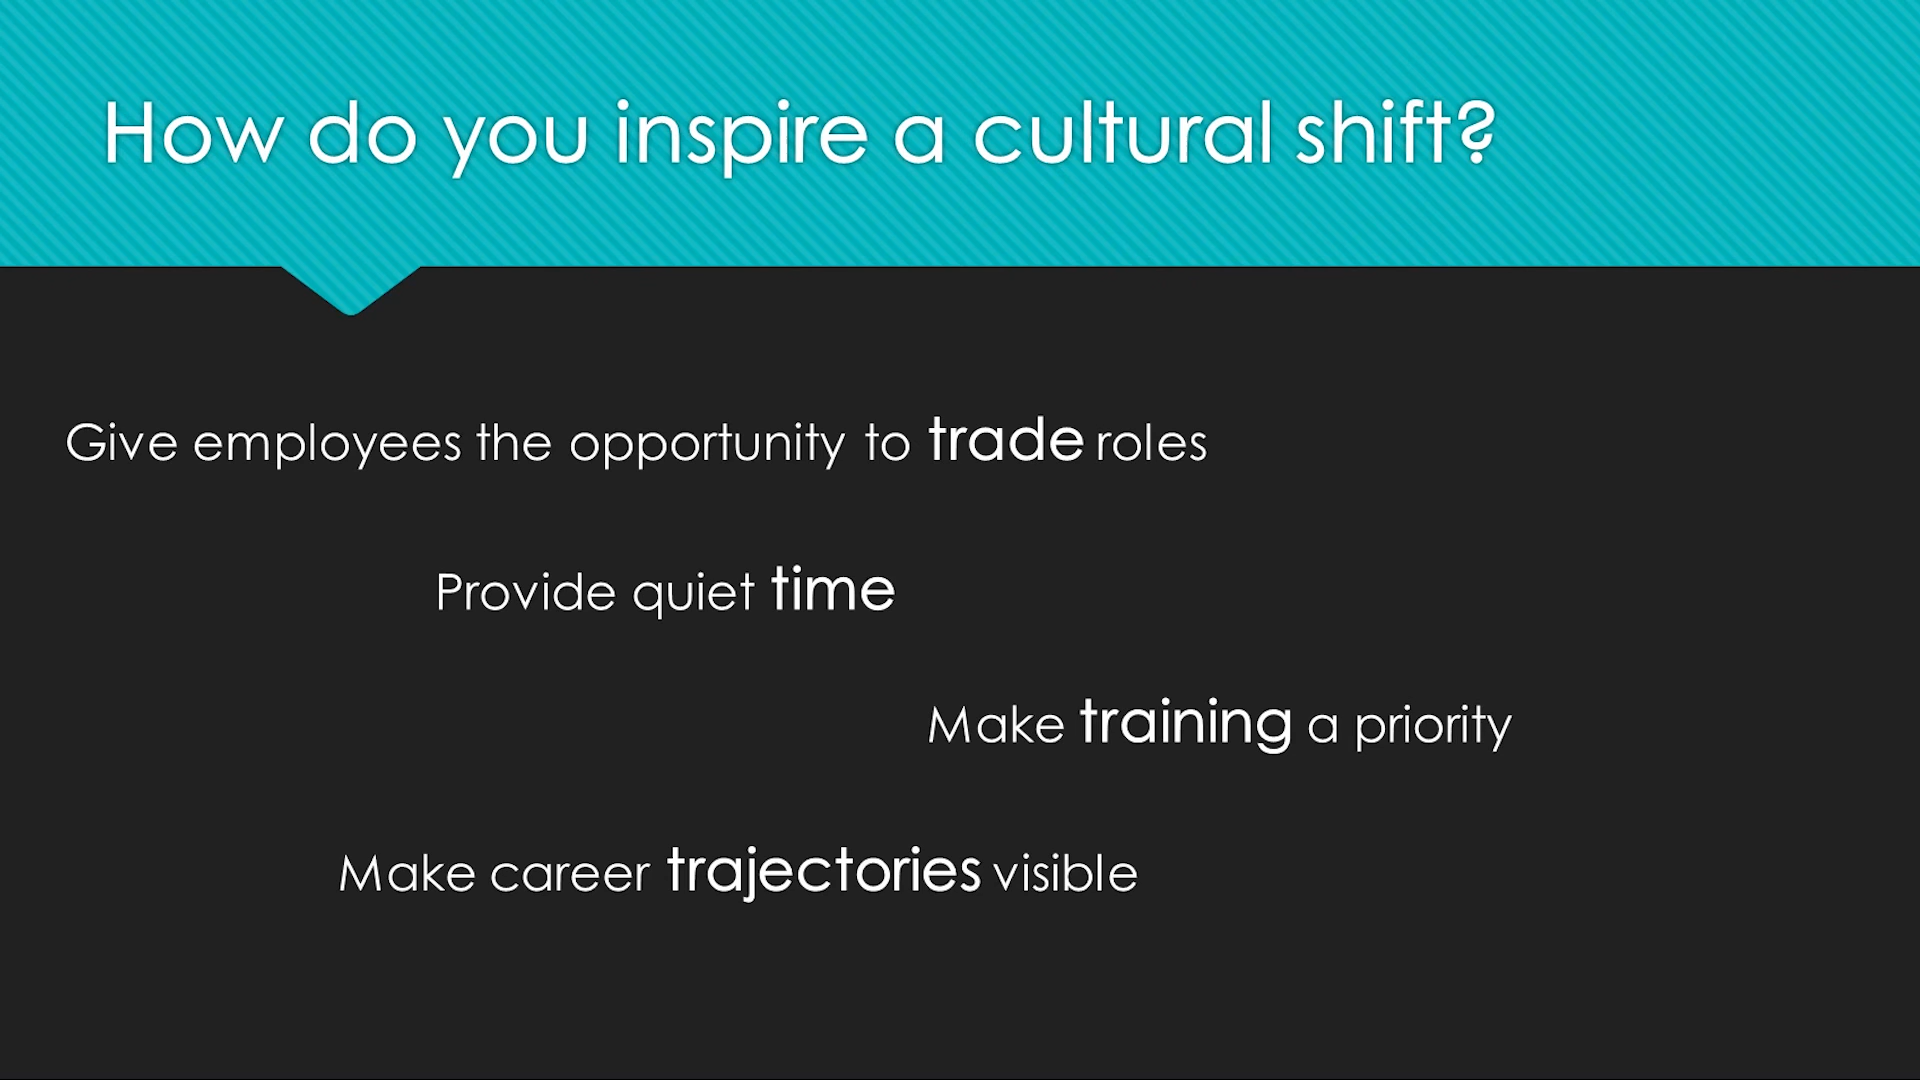 How do you inspire a cultural shift?
Give employees the opportunity to trade roles
Provide quiet time
Make training a priority
Make career trajectories visible